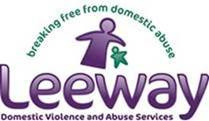 breaking free from domestic abuse
Leeway
Domestic Violence and Abuse Services